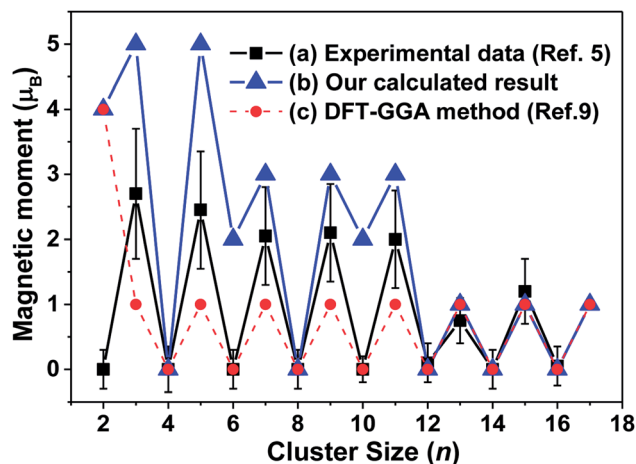 5
4
3
2
1
0
Magnetic moment (μB)
(a) Experimental data (Ref. 5)
(b) Our calculated result
(c) DFT-GGA method (Ref.9)
2 4 6 8 10 12 14 16 18
Cluster Size (n)